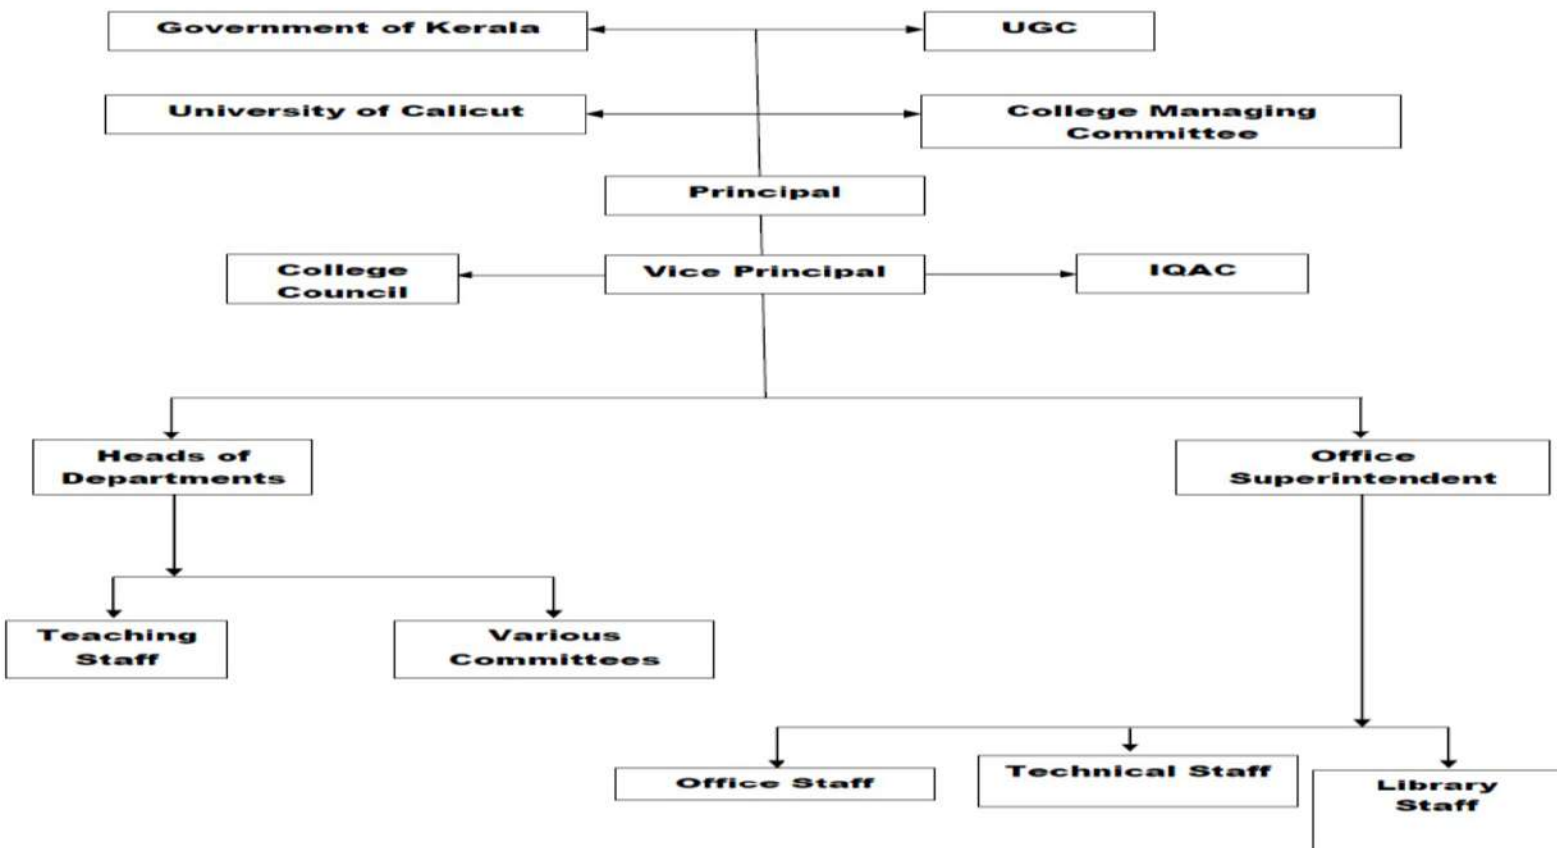 Government of Kerala
UGC
University of Calicut
College Managing
Committee
Principal
College
Council
Vice Principal
IQAC
Heads of
Departments
Office
Superintendent
Teaching
Staff
Various
Committees
Office Staff
Technical Staff
Library
Staff